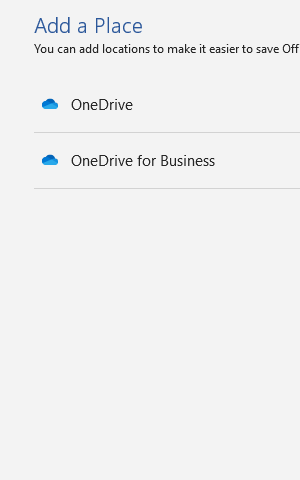 Add a Place
You can add locations to make it easier to save Off
OneDrive
OneDrive for Business